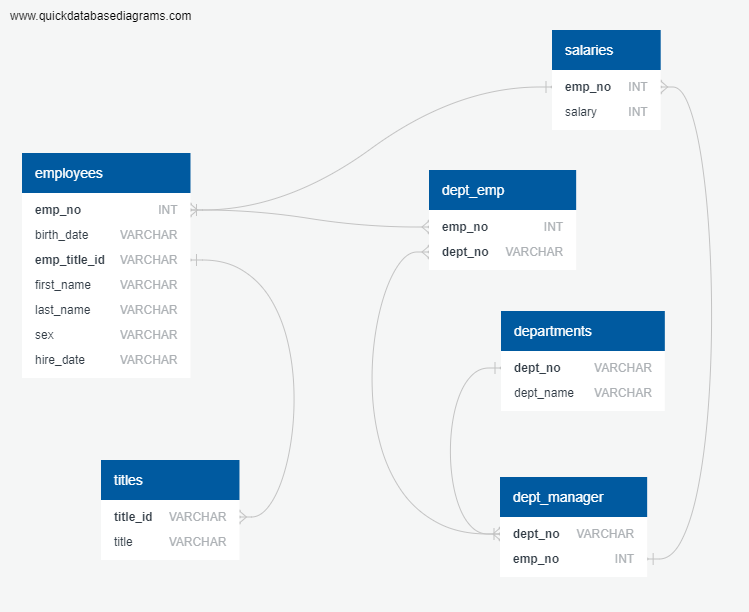 www.quickdatabasediagrams.com
salaries
emp_no INT
salary INT
employees
emp_no INT
birth_date VARCHAR
emp_title_id VARCHAR
first_name VARCHAR
last_name VARCHAR
sex VARCHAR
hire_date VARCHAR
dept_emp
emp_no INT
dept_no VARCHAR
departments
dept_no VARCHAR
dept_name VARCHAR
titles
title_id VARCHAR
title VARCHAR
dept_manager
dept_no VARCHAR
emp_no INT